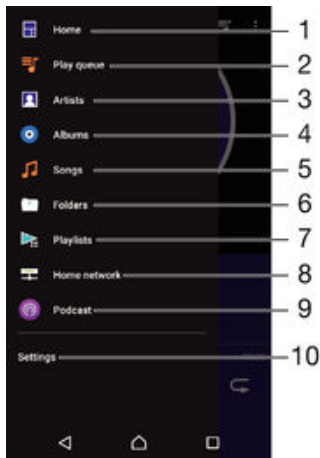 Home 1
Play queue 2
Artists 3
Albums 4
Songs 5
Folders 6
Playlists 7
Home network 8
Podcast 9
Settings 10